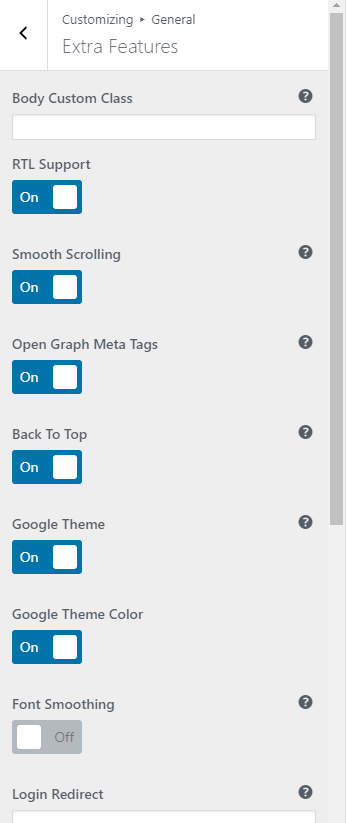 Customizing ▸ General
Extra Features
Body Custom Class
RTL Support
On
Smooth Scrolling
On
Open Graph Meta Tags
On
Back To Top
On
Google Theme
On
Google Theme Color
On
Font Smoothing
Off
Login Redirect